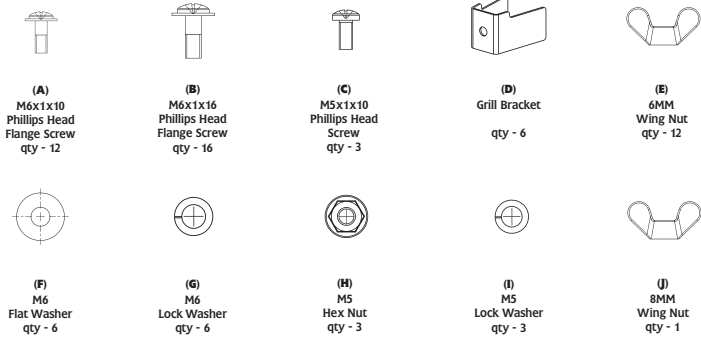 (A)
M6x1x10
Phillips Head
Flange Screw
qty - 12
(B)
M6x1x16
Phillips Head
Flange Screw
qty - 16
(C)
M5x1x10
Phillips Head
Screw
qty - 3
(D)
Grill Bracket
qty - 6
(E)
6MM
Wing Nut
qty - 12
(F)
M6
Flat Washer
qty - 6
(G)
M6
Lock Washer
qty - 6
(H)
M5
Hex Nut
qty - 3
(I)
M5
Lock Washer
qty - 3
(J)
8MM
Wing Nut
qty - 1